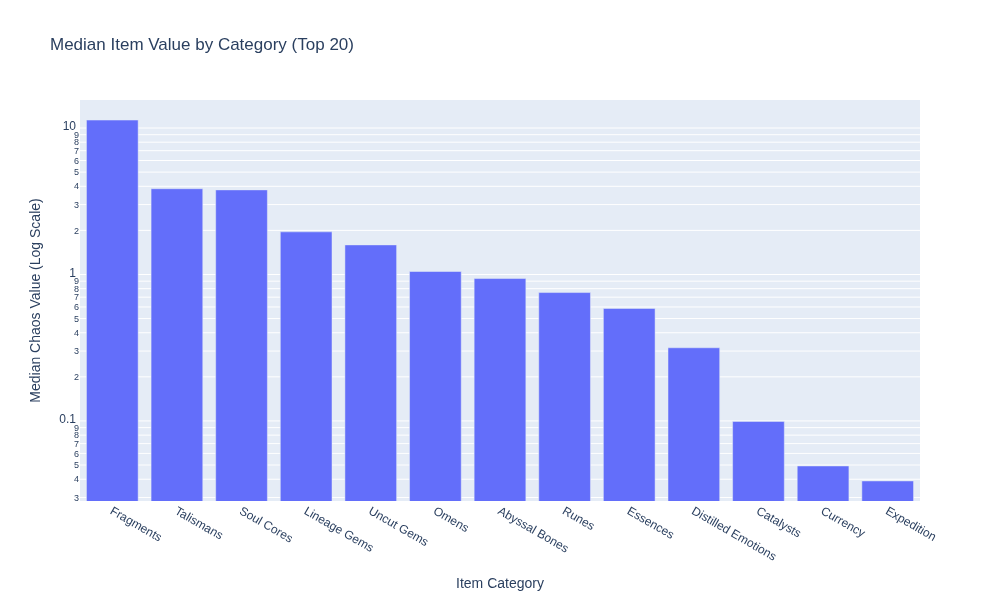 Median Item Value by Category (Top 20)
Median Chaos Value (Log Scale)
10
9
8
7
6
5
4
3
2
1
9
8
7
6
5
4
3
2
0.1
9
8
7
6
5
4
3
Fragments
Talismans
Soul Cores
Lineage Gems
Uncut Gems
Omens
Abyssal Bones
Runes
Essences
Distilled Emotions
Catalysts
Currency
Expedition
Item Category